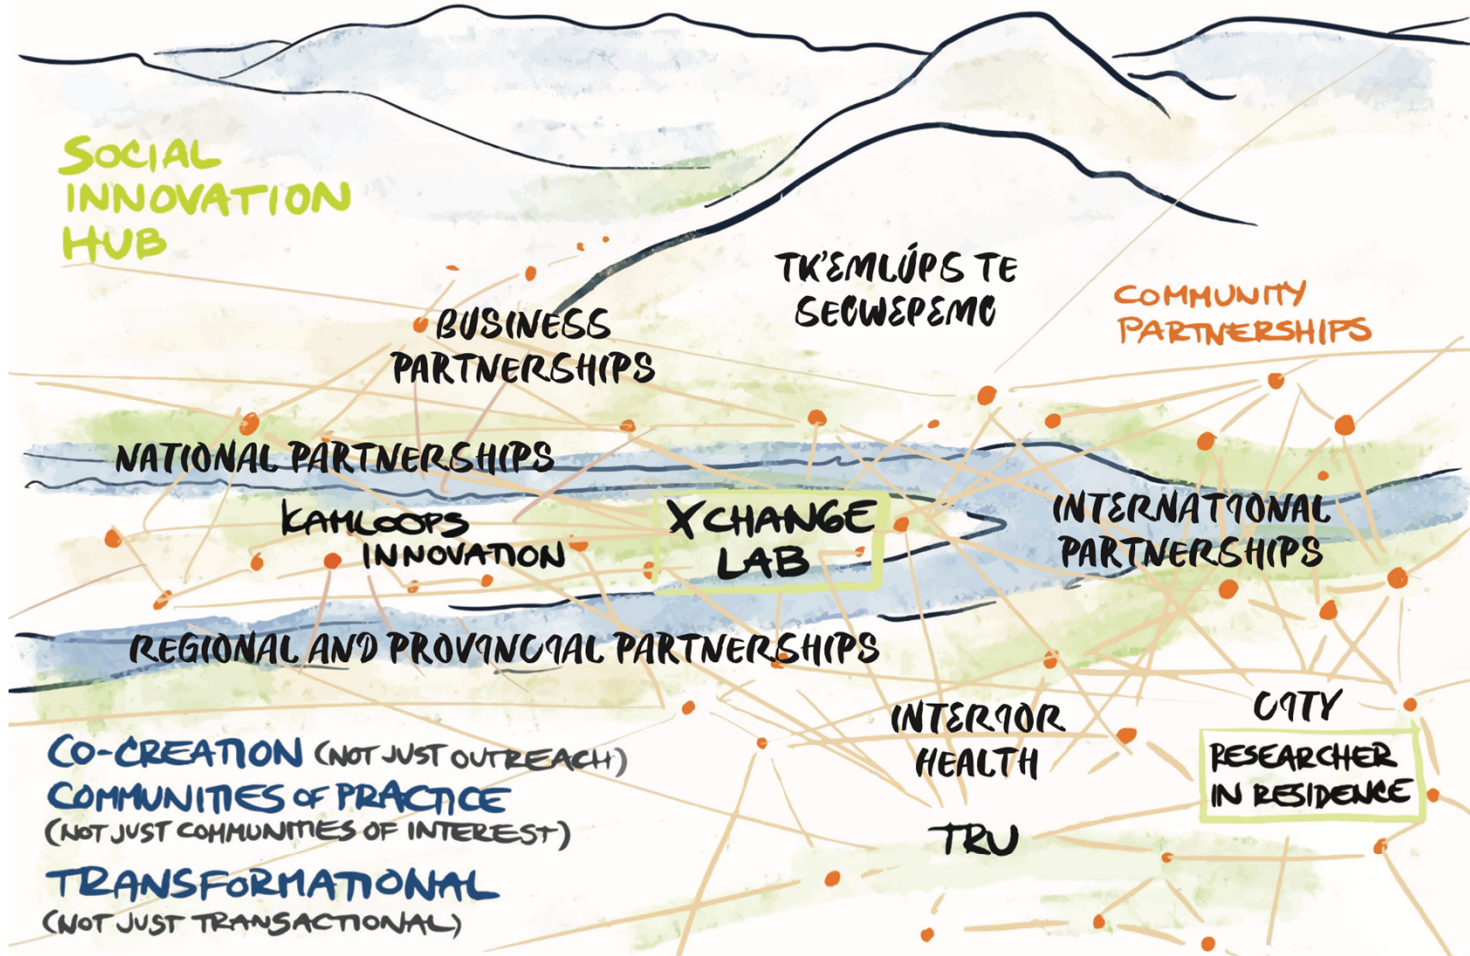 SOCIAL
INNOVATION
HUB
TK'EMLÚPS TE
SECWEPEMC
COMMUNITY
PARTNERSHIPS
BUSINESS
PARTNERSHIPS
NATIONAL PARTNERSHIPS
KAMLOOPS
INNOVATION
XCHANGE
LAB
INTERNATIONAL
PARTNERSHIPS
REGIONAL AND PROVINCIAL PARTNERSHIPS
INTERIOR
HEALTH
CITY
RESEARCHER
IN RESIDENCE
TRU
CO-CREATION (NOT JUST OUTREACH)
COMMUNITIES OF PRACTICE
(NOT JUST COMMUNITIES OF INTEREST)
TRANSFORMATIONAL
(NOT JUST TRANSACTIONAL)